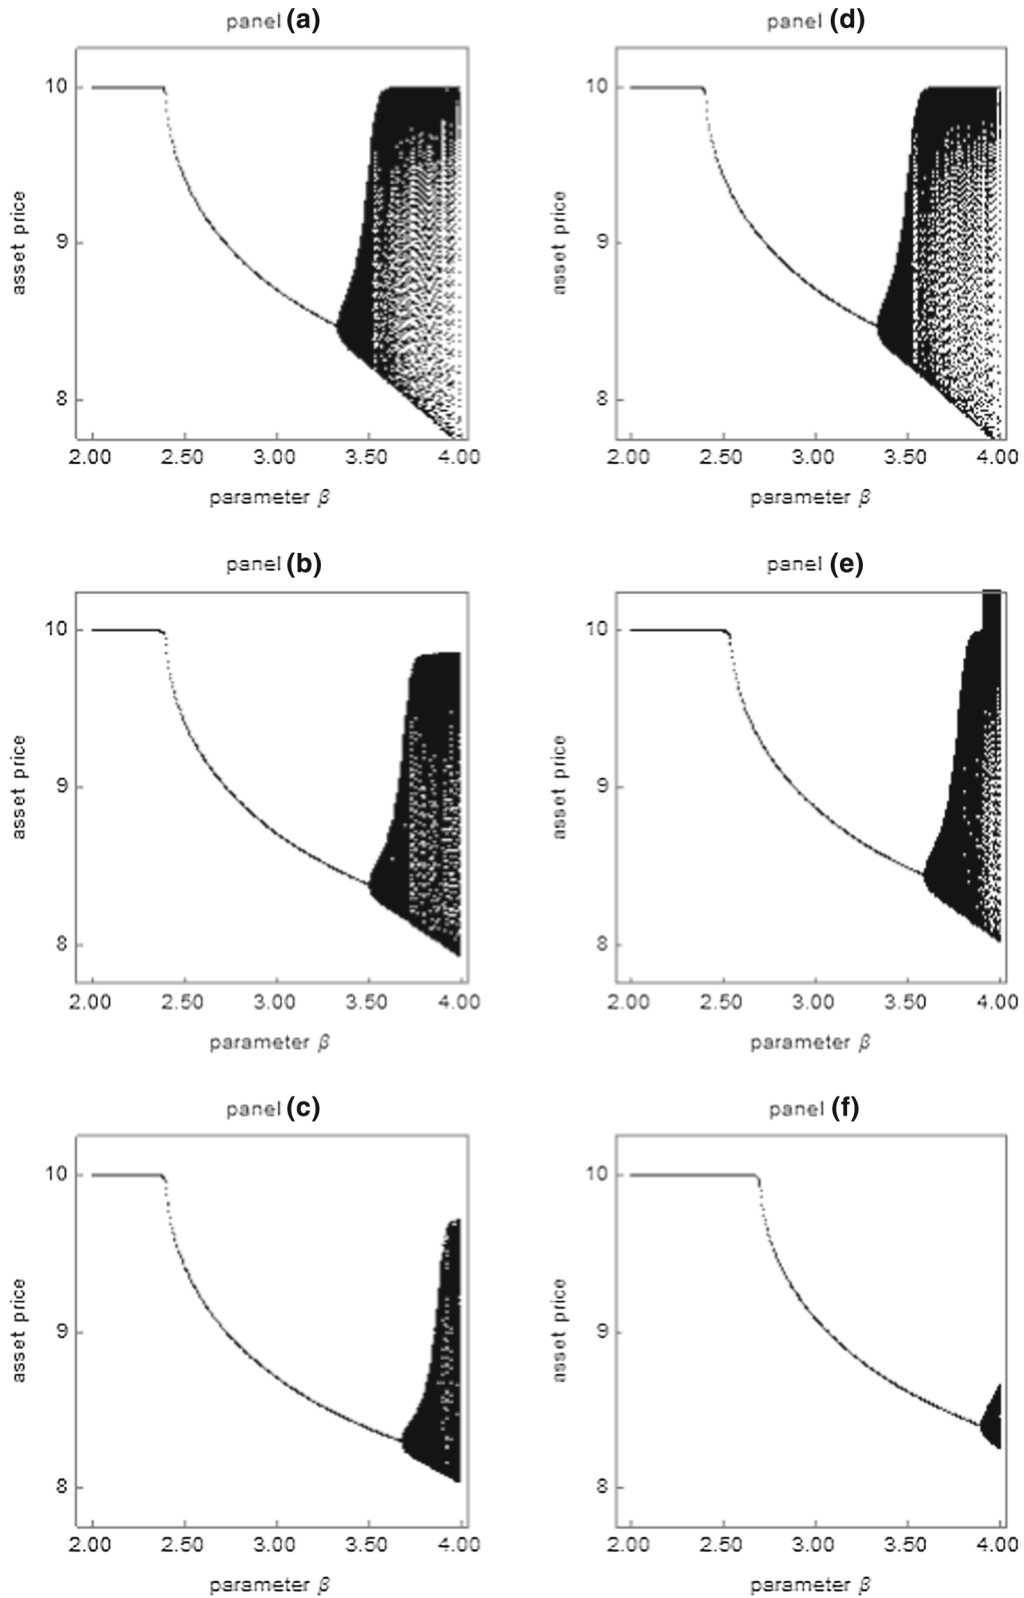 panel (a)
10
9
8
asset price
2.00 2.50 3.00 3.50 4.00
parameter β
panel (d)
10
9
8
asset price
2.00 2.50 3.00 3.50 4.00
parameter β
panel (b)
10
9
8
asset price
2.00 2.50 3.00 3.50 4.00
parameter β
panel (e)
10
9
8
asset price
2.00 2.50 3.00 3.50 4.00
parameter β
panel (c)
10
9
8
asset price
2.00 2.50 3.00 3.50 4.00
parameter β
panel (f)
10
9
8
asset price
2.00 2.50 3.00 3.50 4.00
parameter β